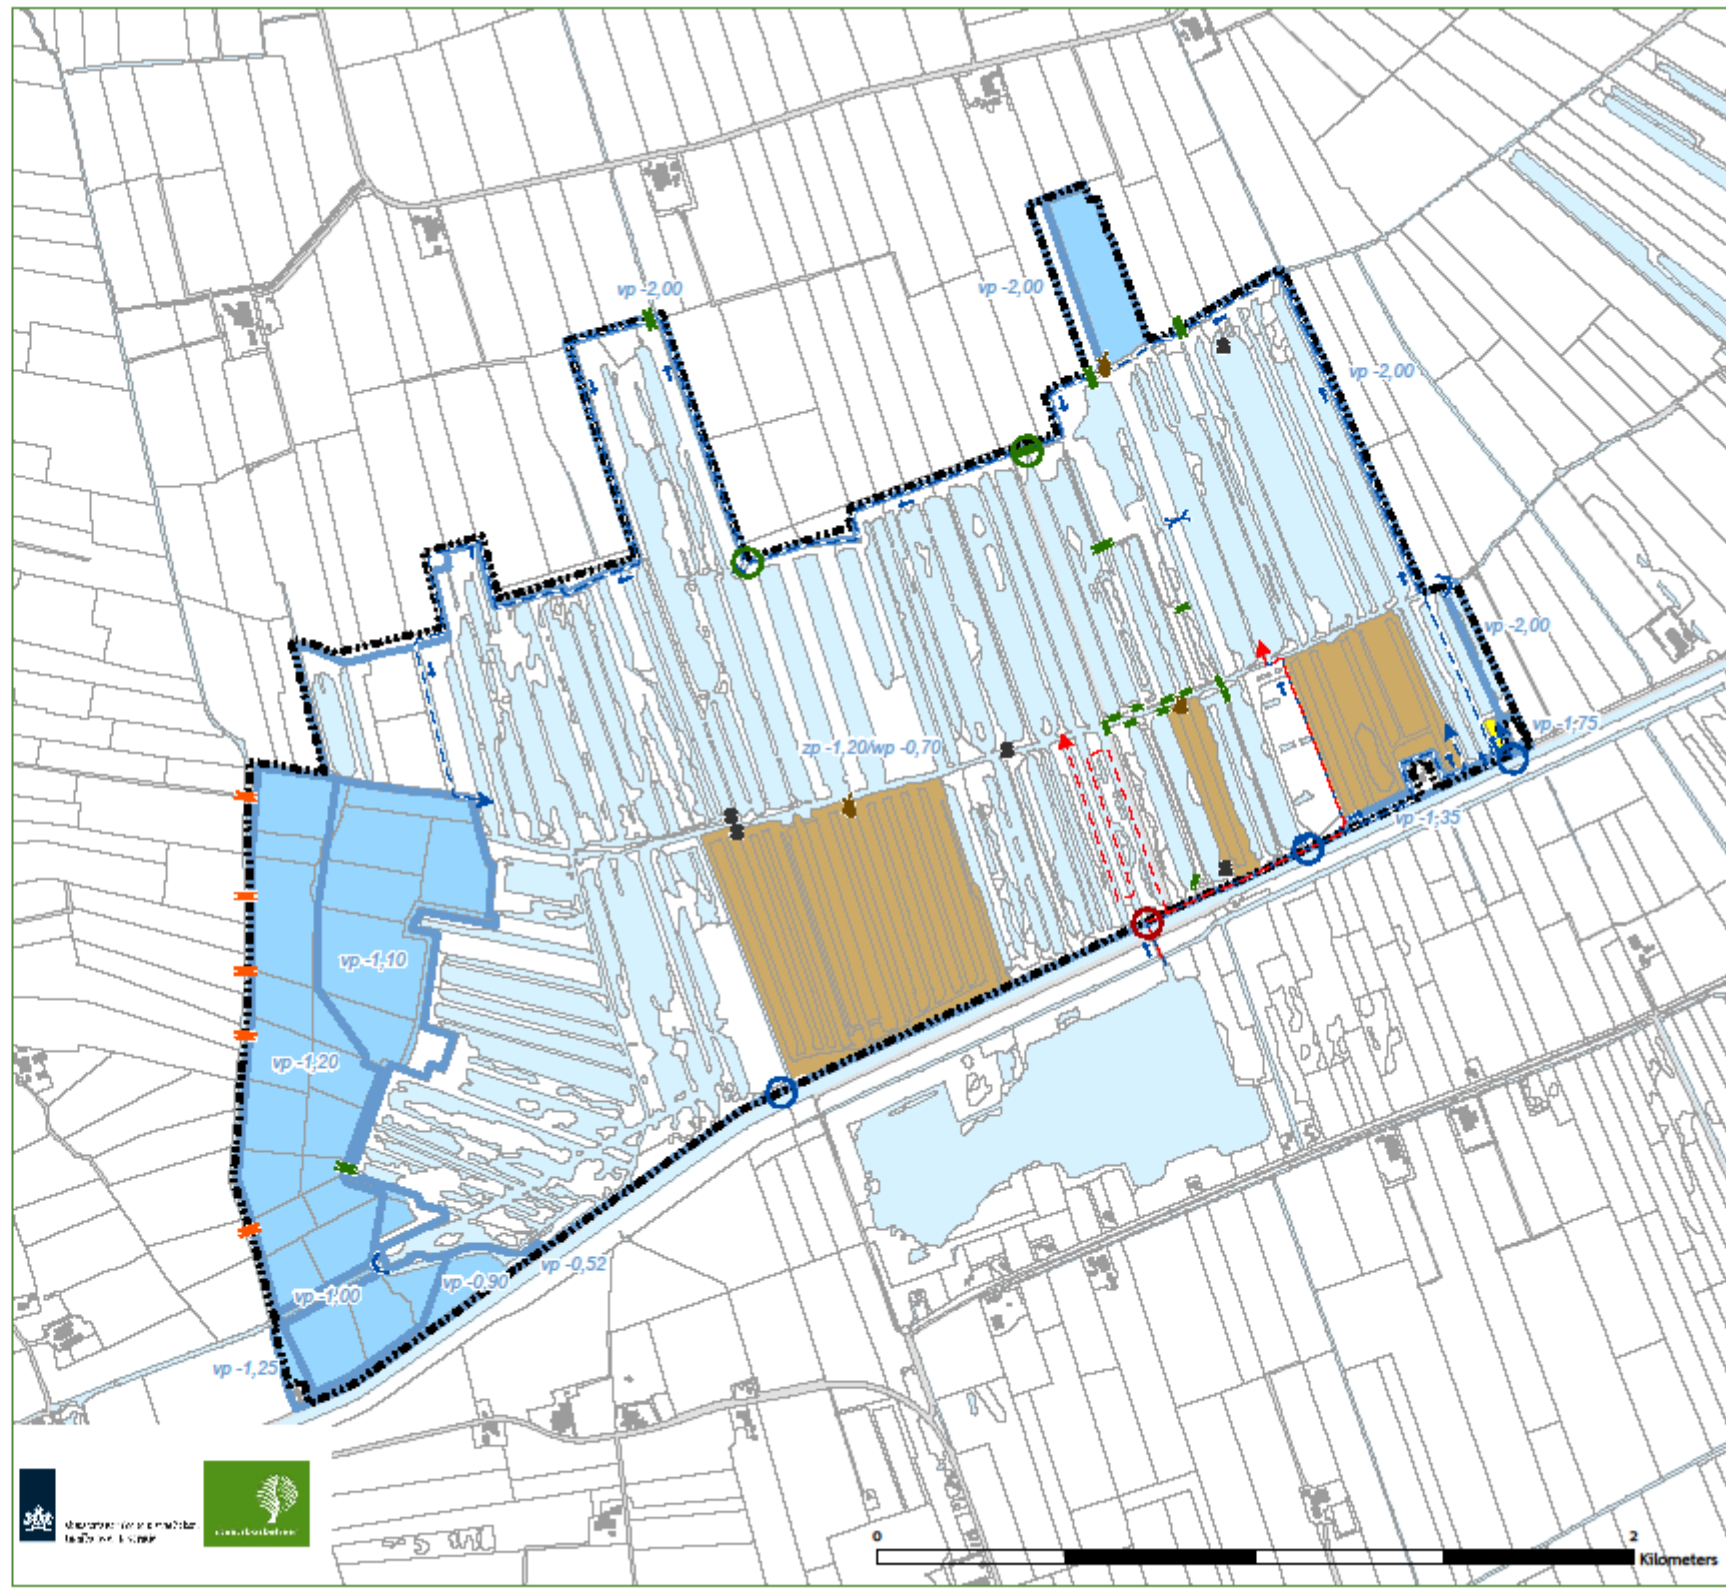 vp -2,00
vp -2,00
vp -2,00
vp -2,00
vp -1,75
zp -1,20/wp -0,70
vp -1,35
vp -1,10
vp -1,20
vp -0,52
vp -0,90
vp -1,00
vp -1,25
0
2
Kilometers